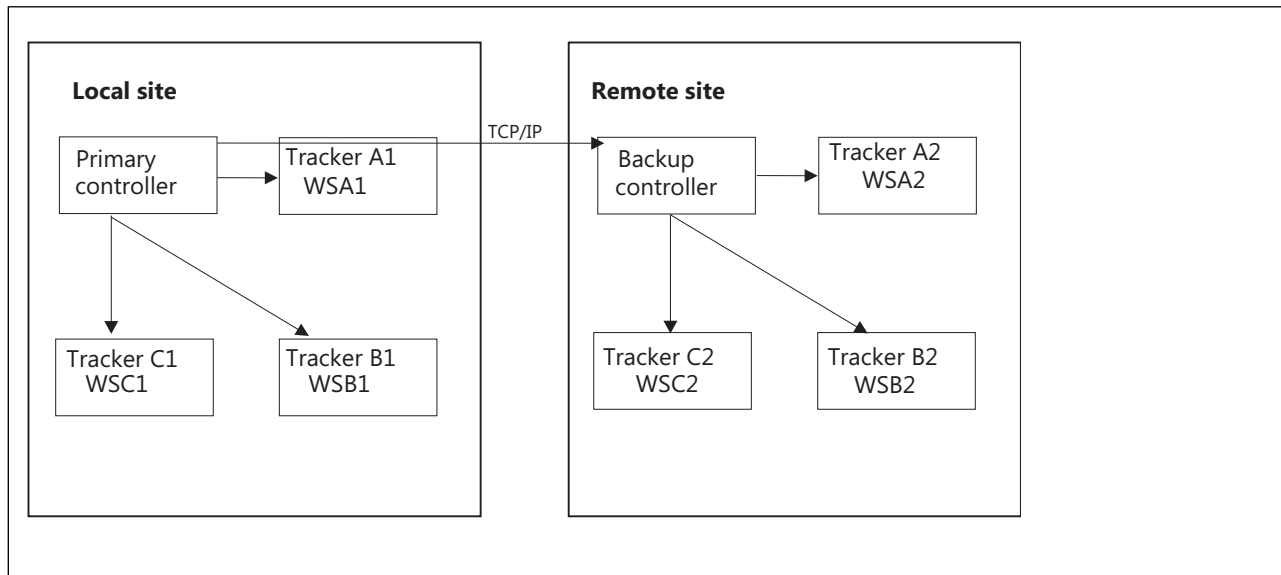 Local site
Primary
controller
Tracker A1
WSA1
Tracker C1
WSC1
Tracker B1
WSB1
TCP/IP
Remote site
Backup
controller
Tracker A2
WSA2
Tracker C2
WSC2
Tracker B2
WSB2